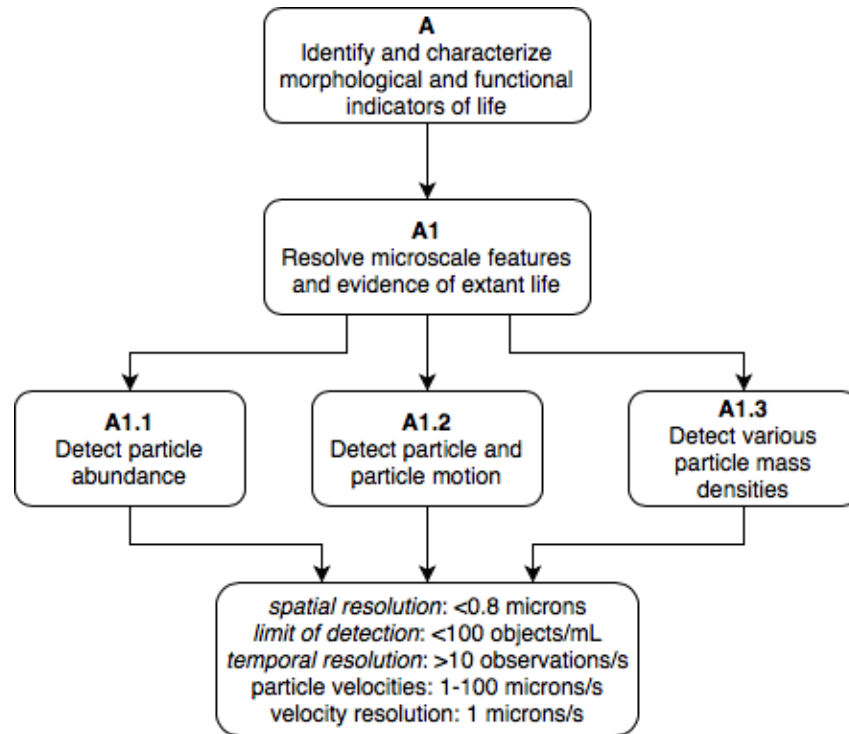 A
Identify and characterize
morphological and functional
indicators of life
A1
Resolve microscale features
and evidence of extant life
A1.1
Detect particle
abundance
A1.2
Detect particle and
particle motion
A1.3
Detect various
particle mass
densities
spatial resolution: <0.8 microns
limit of detection: <100 objects/mL
temporal resolution: >10 observations/s
particle velocities: 1-100 microns/s
velocity resolution: 1 microns/s